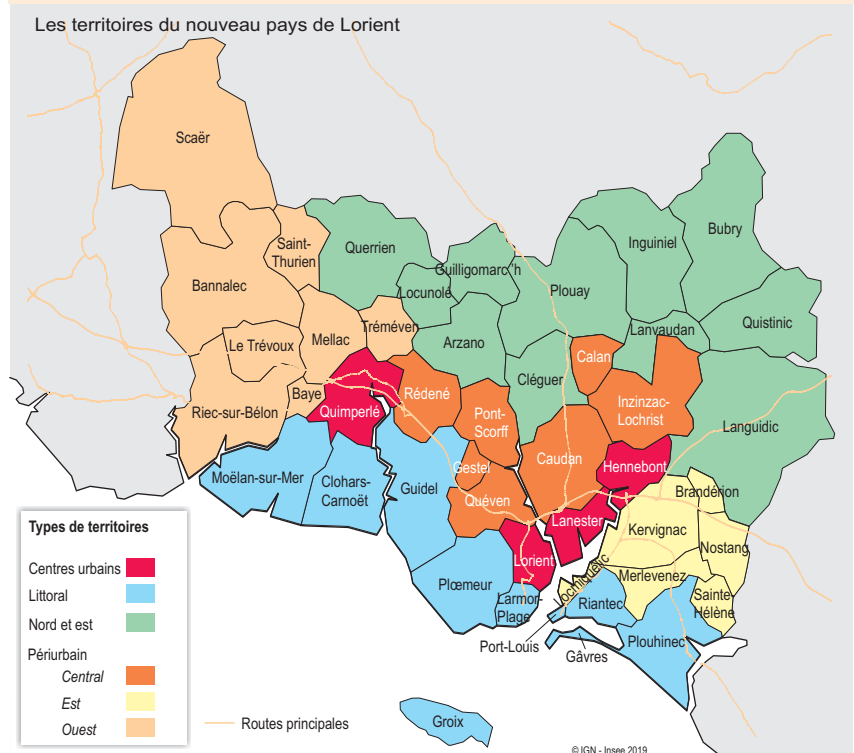 Les territoires du nouveau pays de Lorient
Scaër
Saint-
Thurien
Querrien
Bannalec
Guilligomarc'h
Locunolé
Inguiniel
Bubry
Plouay
Mellac
Tréméven
Le Trévoux
Arzano
Lanvaudan
Quistinic
Calan
Cléguer
Baye
Rédené
Riec-sur-Bélon
Quimperlé
Pont-
Scorff
Inzinzac-
Lochrist
Languidic
Moëlan-sur-Mer
Clohars-
Carnoët
Guidel
Gestel
Caudan
Hennebont
Quéven
Brandérion
Lanester
Kervignac
Nostang
Lorient
Plœmeur
Locmiquélic
Merlevenez
Larmor-
Plage
Riantec
Sainte-
Hélène
Port-Louis
Gâvres
Plouhinec
Groix
Types de territoires
Centres urbains
Littoral
Nord et est
Périurbain
Central
Est
Ouest
Routes principales
© IGN - Insee 2019